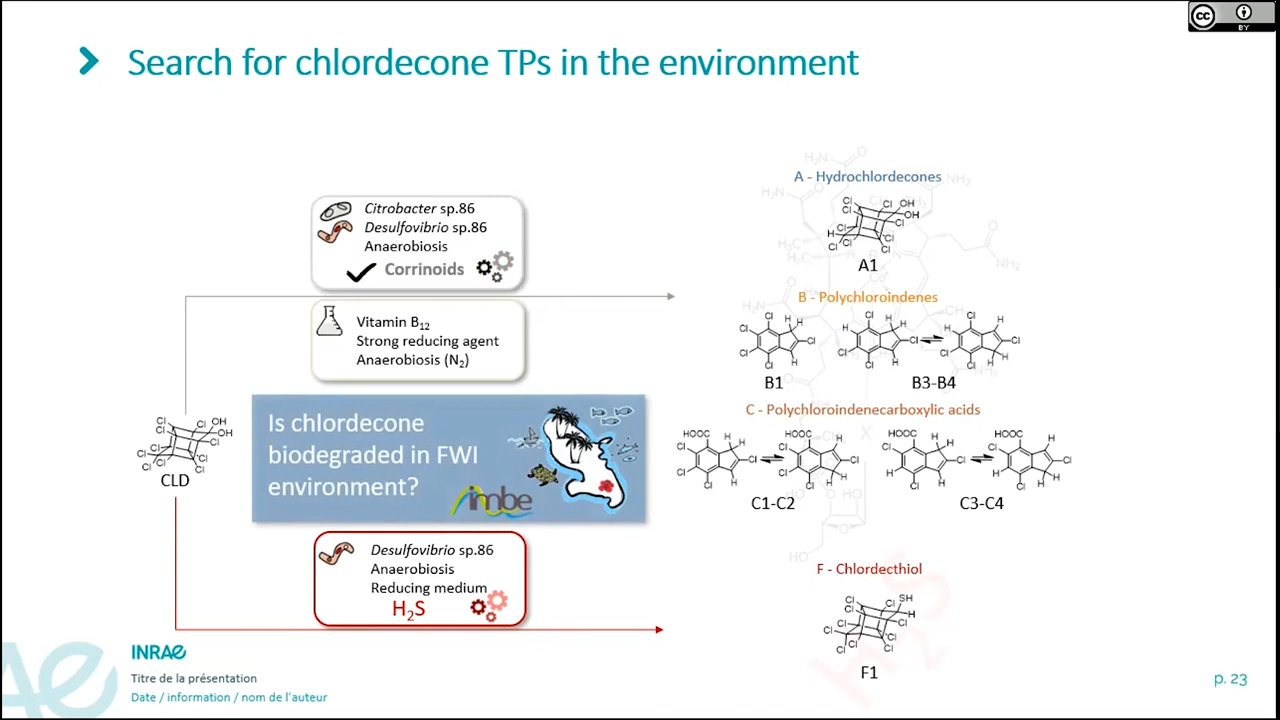 cc BY
Search for chlordecone TPs in the environment
Citrobacter sp.86
Desulfovibrio sp.86
Anaerobiosis
Corrinoids
Vitamin B12
Strong reducing agent
Anaerobiosis (N2)
CLD
Is chlordecone
biodegraded in FWI
environment?
imbe
Desulfovibrio sp.86
Anaerobiosis
Reducing medium
H2S
A - Hydrochlordecones
A1
B - Polychloroindenes
B1
B3-B4
C - Polychloroindenecarboxylic acids
C1-C2
C3-C4
F - Chlordecthiol
F1
INRAE
Titre de la présentation
Date / information / nom de l'auteur
p. 23